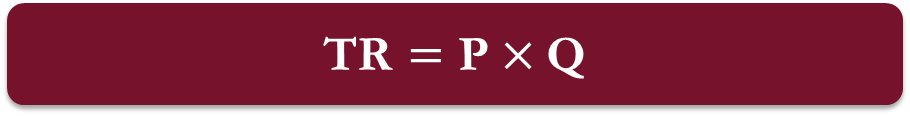 TR = P × Q